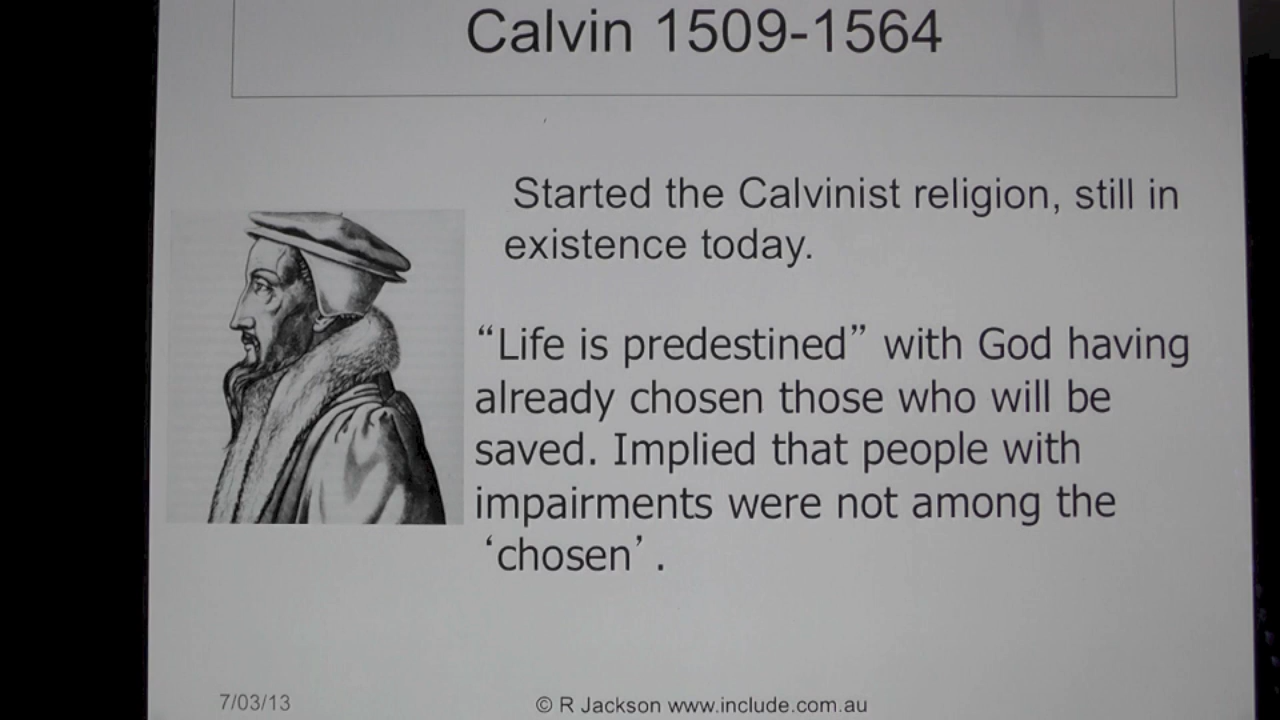 Calvin 1509-1564
Started the Calvinist religion, still in
existence today.
“Life is predestined” with God having
already chosen those who will be
saved. Implied that people with
impairments were not among the
‘chosen’ .
7/03/13
© R Jackson www.include.com.au